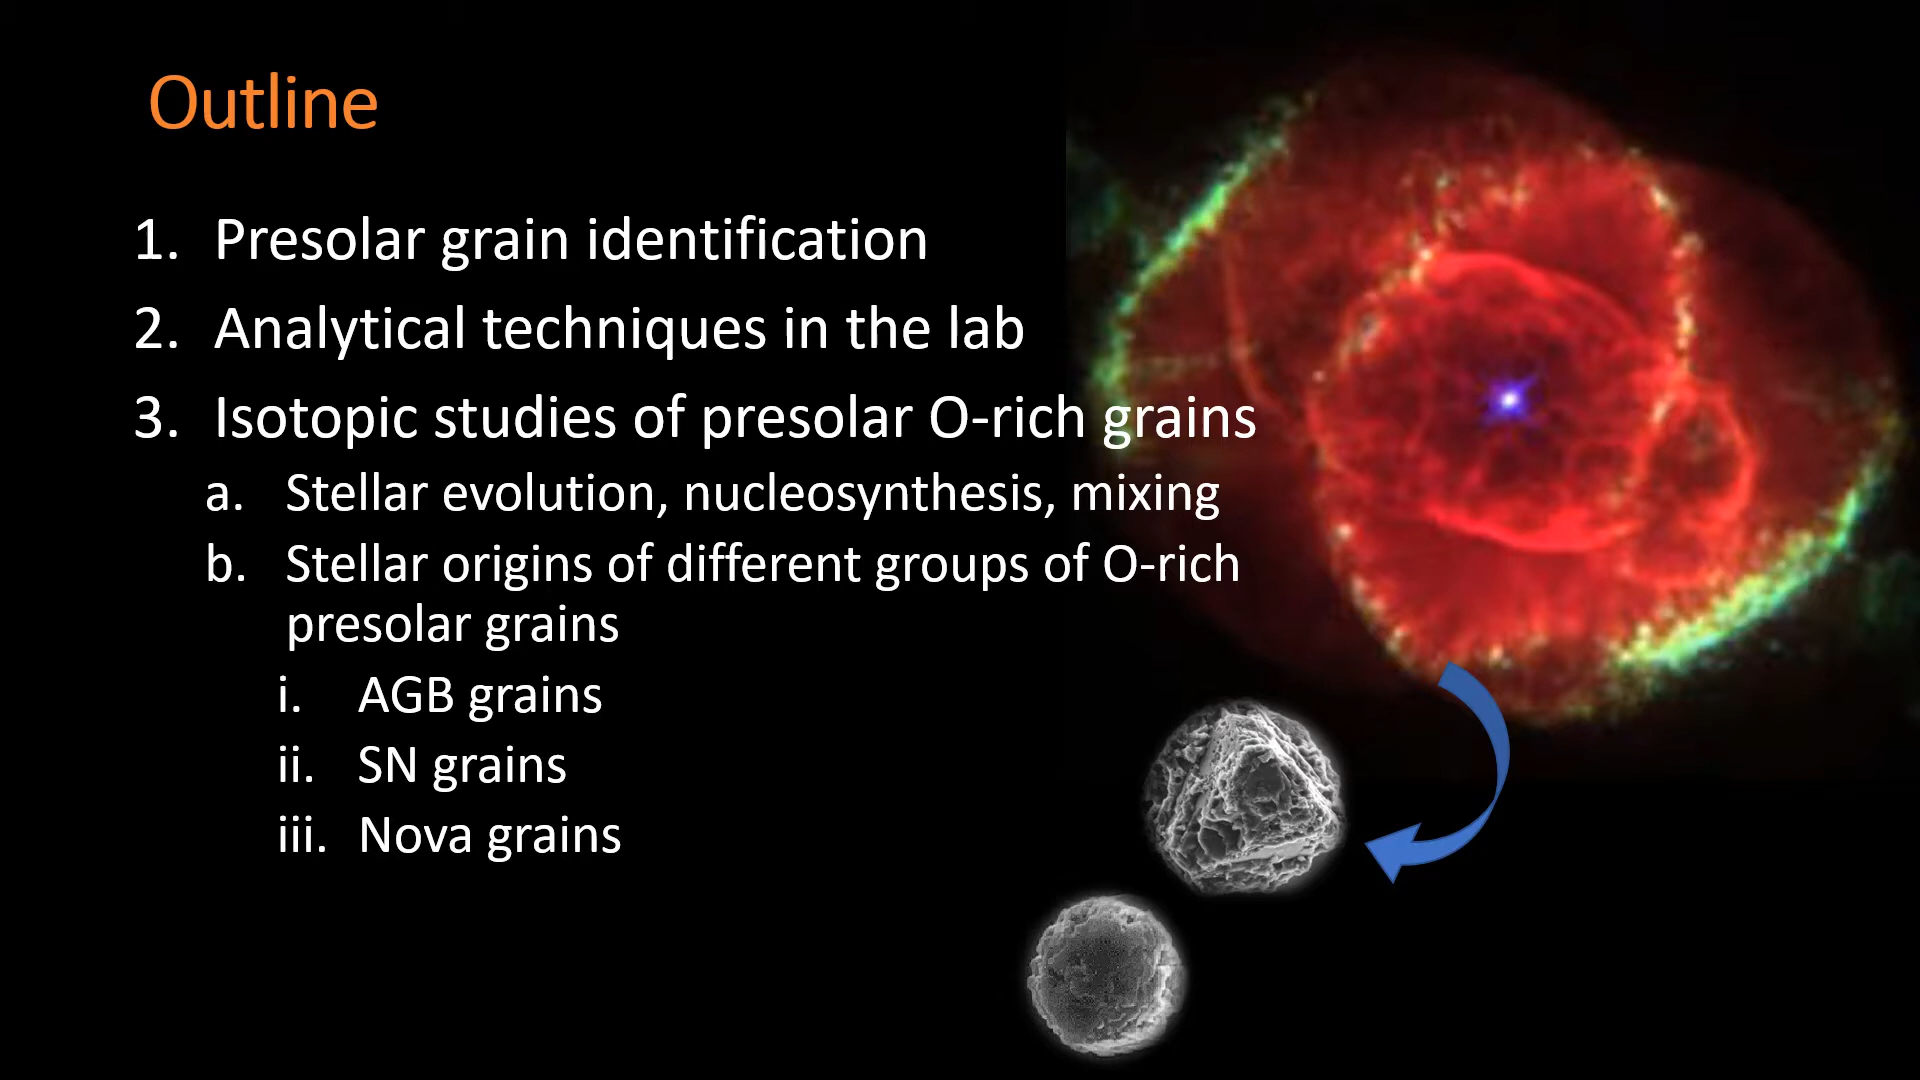 Outline
1. Presolar grain identification
2. Analytical techniques in the lab
3. Isotopic studies of presolar O-rich grains
a. Stellar evolution, nucleosynthesis, mixing
b. Stellar origins of different groups of O-rich
presolar grains
i. AGB grains
ii. SN grains
iii. Nova grains